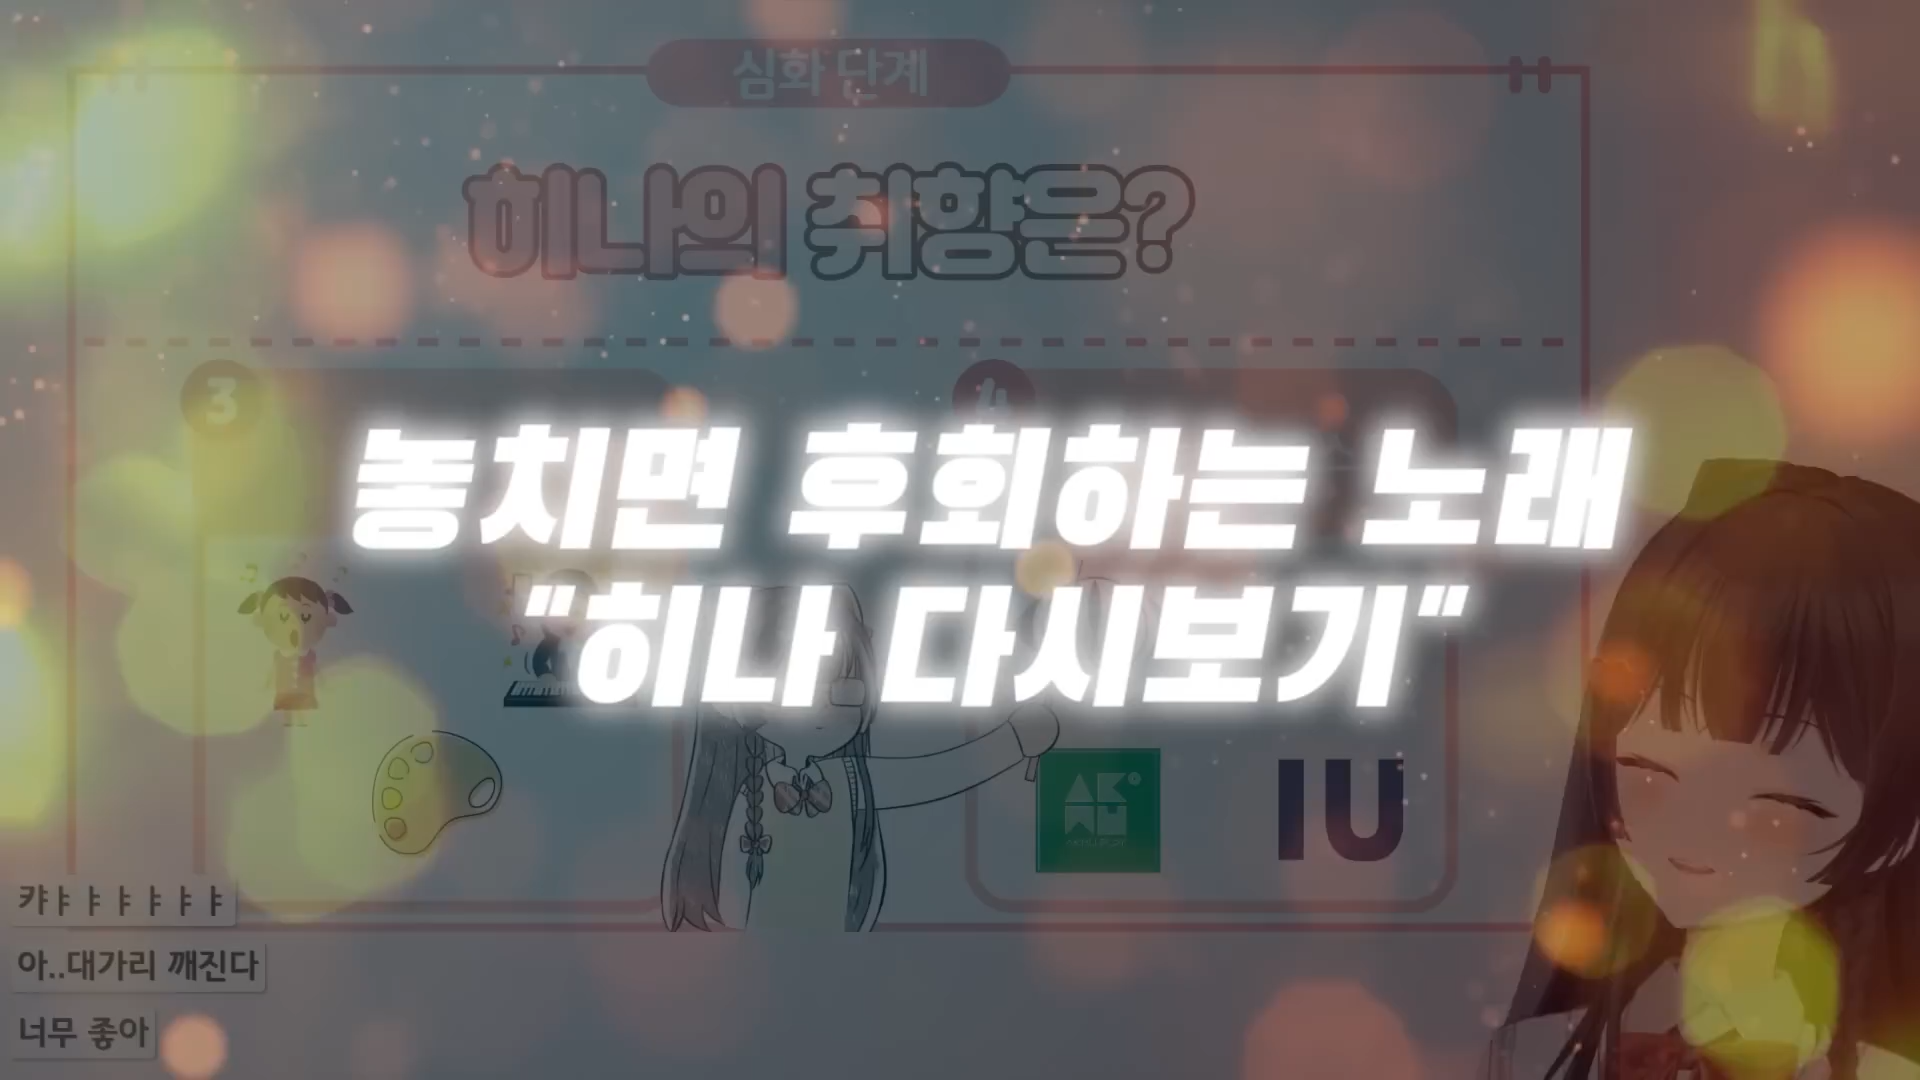 심화 단계
히나의 취향은?
3
4
놓치면 후회하는 노래
"히나 다시보기"
AK
MU
IU
캬ㅑㅑㅑㅑㅑㅑ
아..대가리 깨진다
너무 좋아